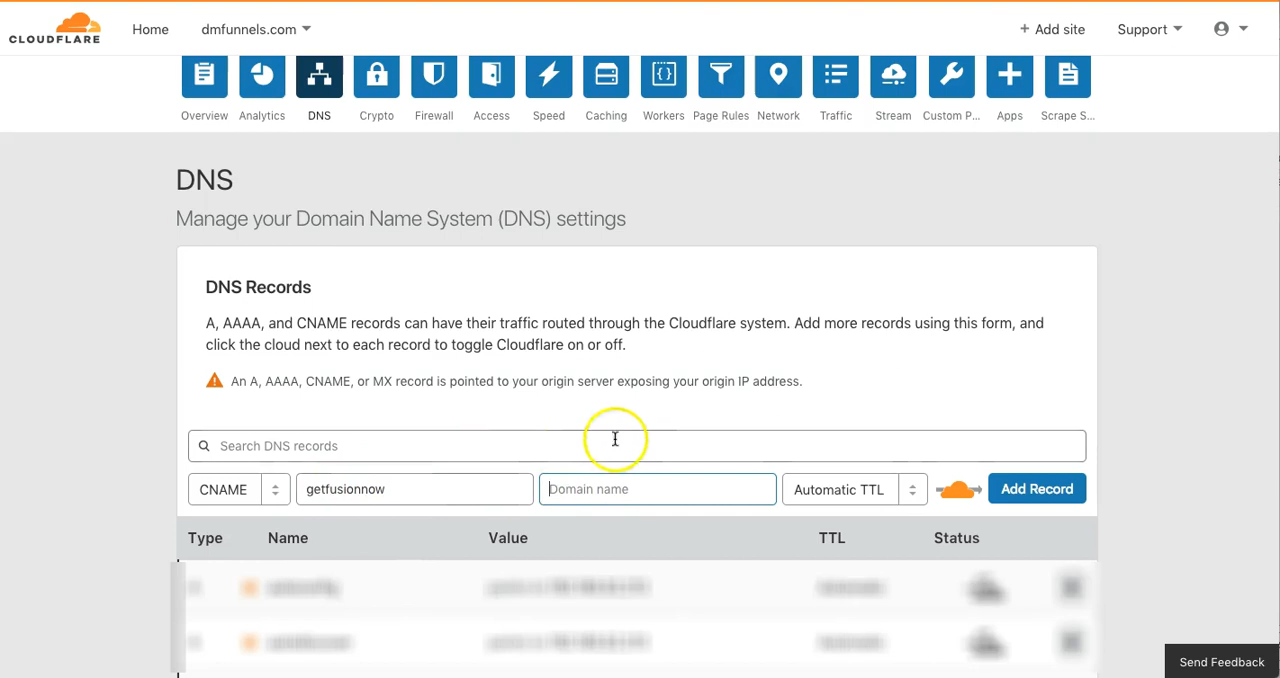 CLOUDFLARE
Home
dmfunnels.com
+ Add site
Support
Overview
Analytics
DNS
Crypto
Firewall
Access
Speed
Caching
Workers
Page Rules
Network
Traffic
Stream
Custom P...
Apps
Scrape S...
DNS
Manage your Domain Name System (DNS) settings
DNS Records
A, AAAA, and CNAME records can have their traffic routed through the Cloudflare system. Add more records using this form, and
click the cloud next to each record to toggle Cloudflare on or off.
An A, AAAA, CNAME, or MX record is pointed to your origin server exposing your origin IP address.
Search DNS records
CNAME
getfusionnow
Domain name
Automatic TTL
Add Record
Type
Name
Value
TTL
Status
Send Feedback